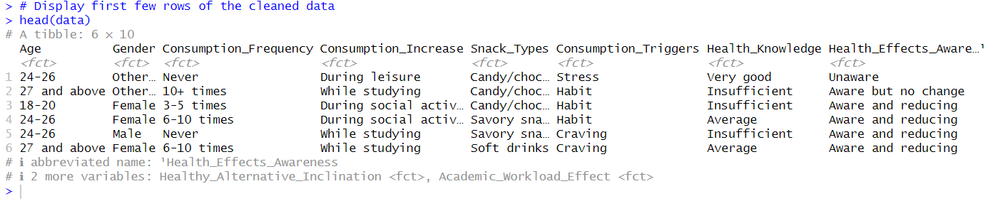 > # Display first few rows of the cleaned data
> head(data)
# A tibble: 6 × 10
  Age          Gender Consumption_Frequency Consumption_Increase Snack_Types Consumption_Triggers Health_Knowledge Health_Effects_Aware…¹
  <fct>        <fct>  <fct>                 <fct>                <fct>       <fct>                <fct>            <fct>
1 24-26        Other… Never                 During leisure       Candy/choc… Stress               Very good        Unaware
2 27 and above Other… 10+ times             While studying       Candy/choc… Habit                Insufficient     Aware but no change
3 18-20        Female 3-5 times             During social activ… Candy/choc… Habit                Insufficient     Aware and reducing
4 24-26        Female 6-10 times            During social activ… Savory sna… Habit                Average          Aware and reducing
5 24-26        Male   Never                 While studying       Savory sna… Craving              Insufficient     Aware and reducing
6 27 and above Female 6-10 times            While studying       Soft drinks Craving              Average          Aware and reducing
# ℹ abbreviated name: ¹Health_Effects_Awareness
# ℹ 2 more variables: Healthy_Alternative_Inclination <fct>, Academic_Workload_Effect <fct>
>